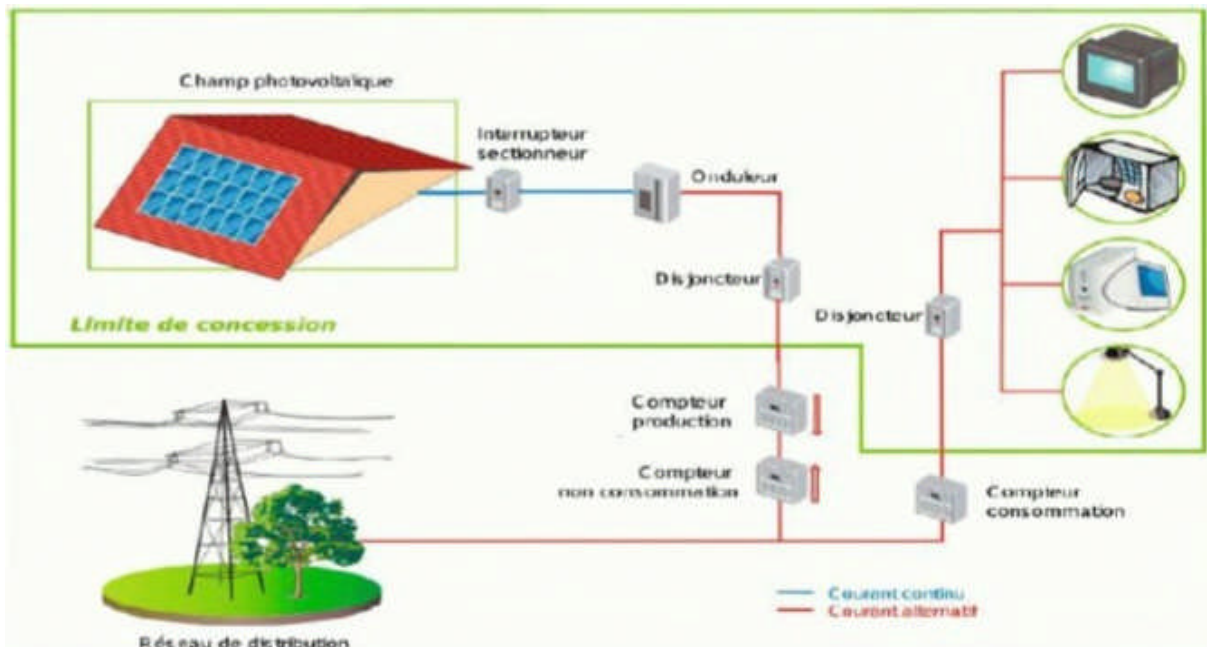 Champ photovoltaïque
Interrupteur
sectionneur
Onduleur
Disjoncteur
Disjoncteur
Limite de concession
Compteur
production
Compteur
non consommation
Compteur
consommation
Courant continu
Courant alternatif
Réseau de distribution